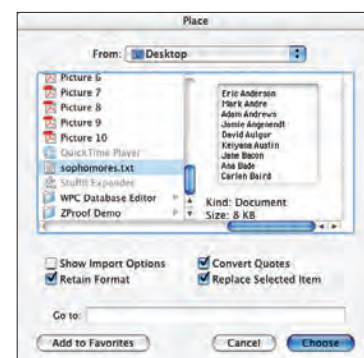 Place
From: Desktop
Picture 6
Picture 7
Picture 8
Picture 9
Picture 10
QuickTime Player
sophomores.txt
StuffIt Expander
WPC Database Editor
ZProof Demo
Eric Anderson
Mark Andre
Adam Andrews
Jamie Angenendt
David Aulgur
Keiyana Austin
Jane Bacon
Ana Bade
Carlen Baird
Kind: Document
Size: 8 KB
Show Import Options
Convert Quotes
Retain Format
Replace Selected Item
Go to:
Add to Favorites
Cancel
Choose